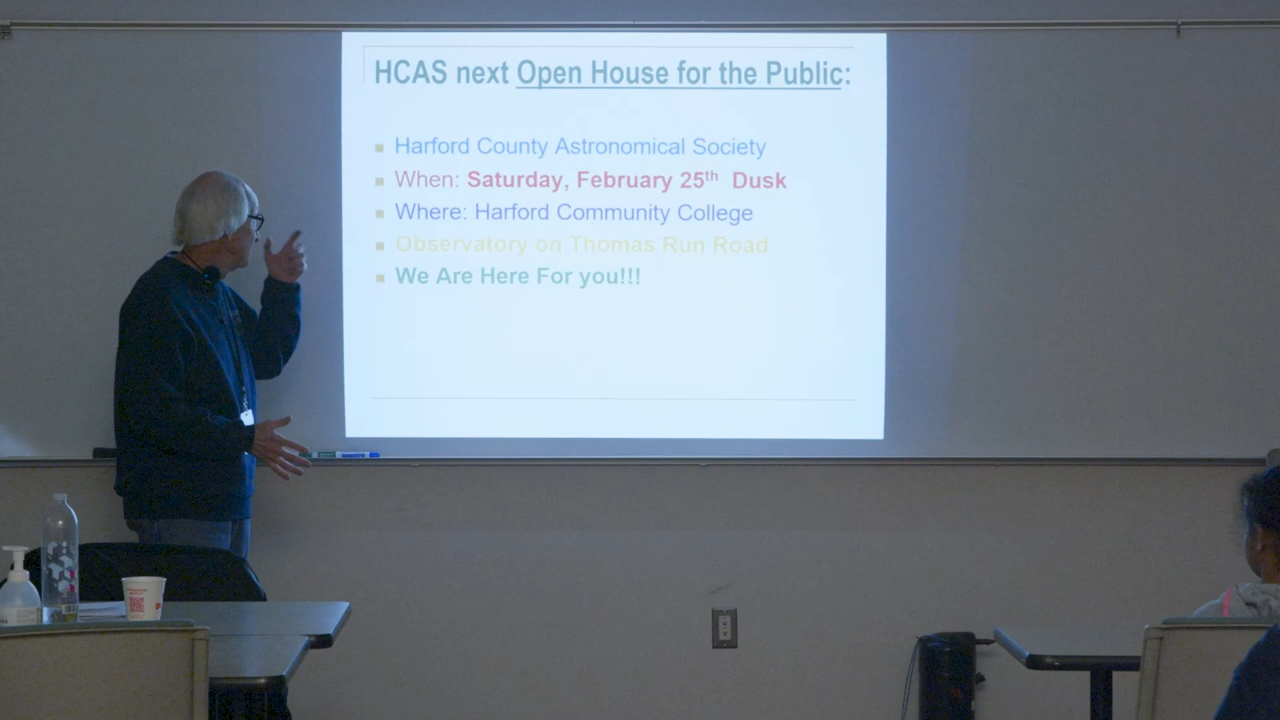 HCAS next Open House for the Public:
Harford County Astronomical Society
When: Saturday, February 25th Dusk
Where: Harford Community College
Observatory on Thomas Run Road
We Are Here For you!!!